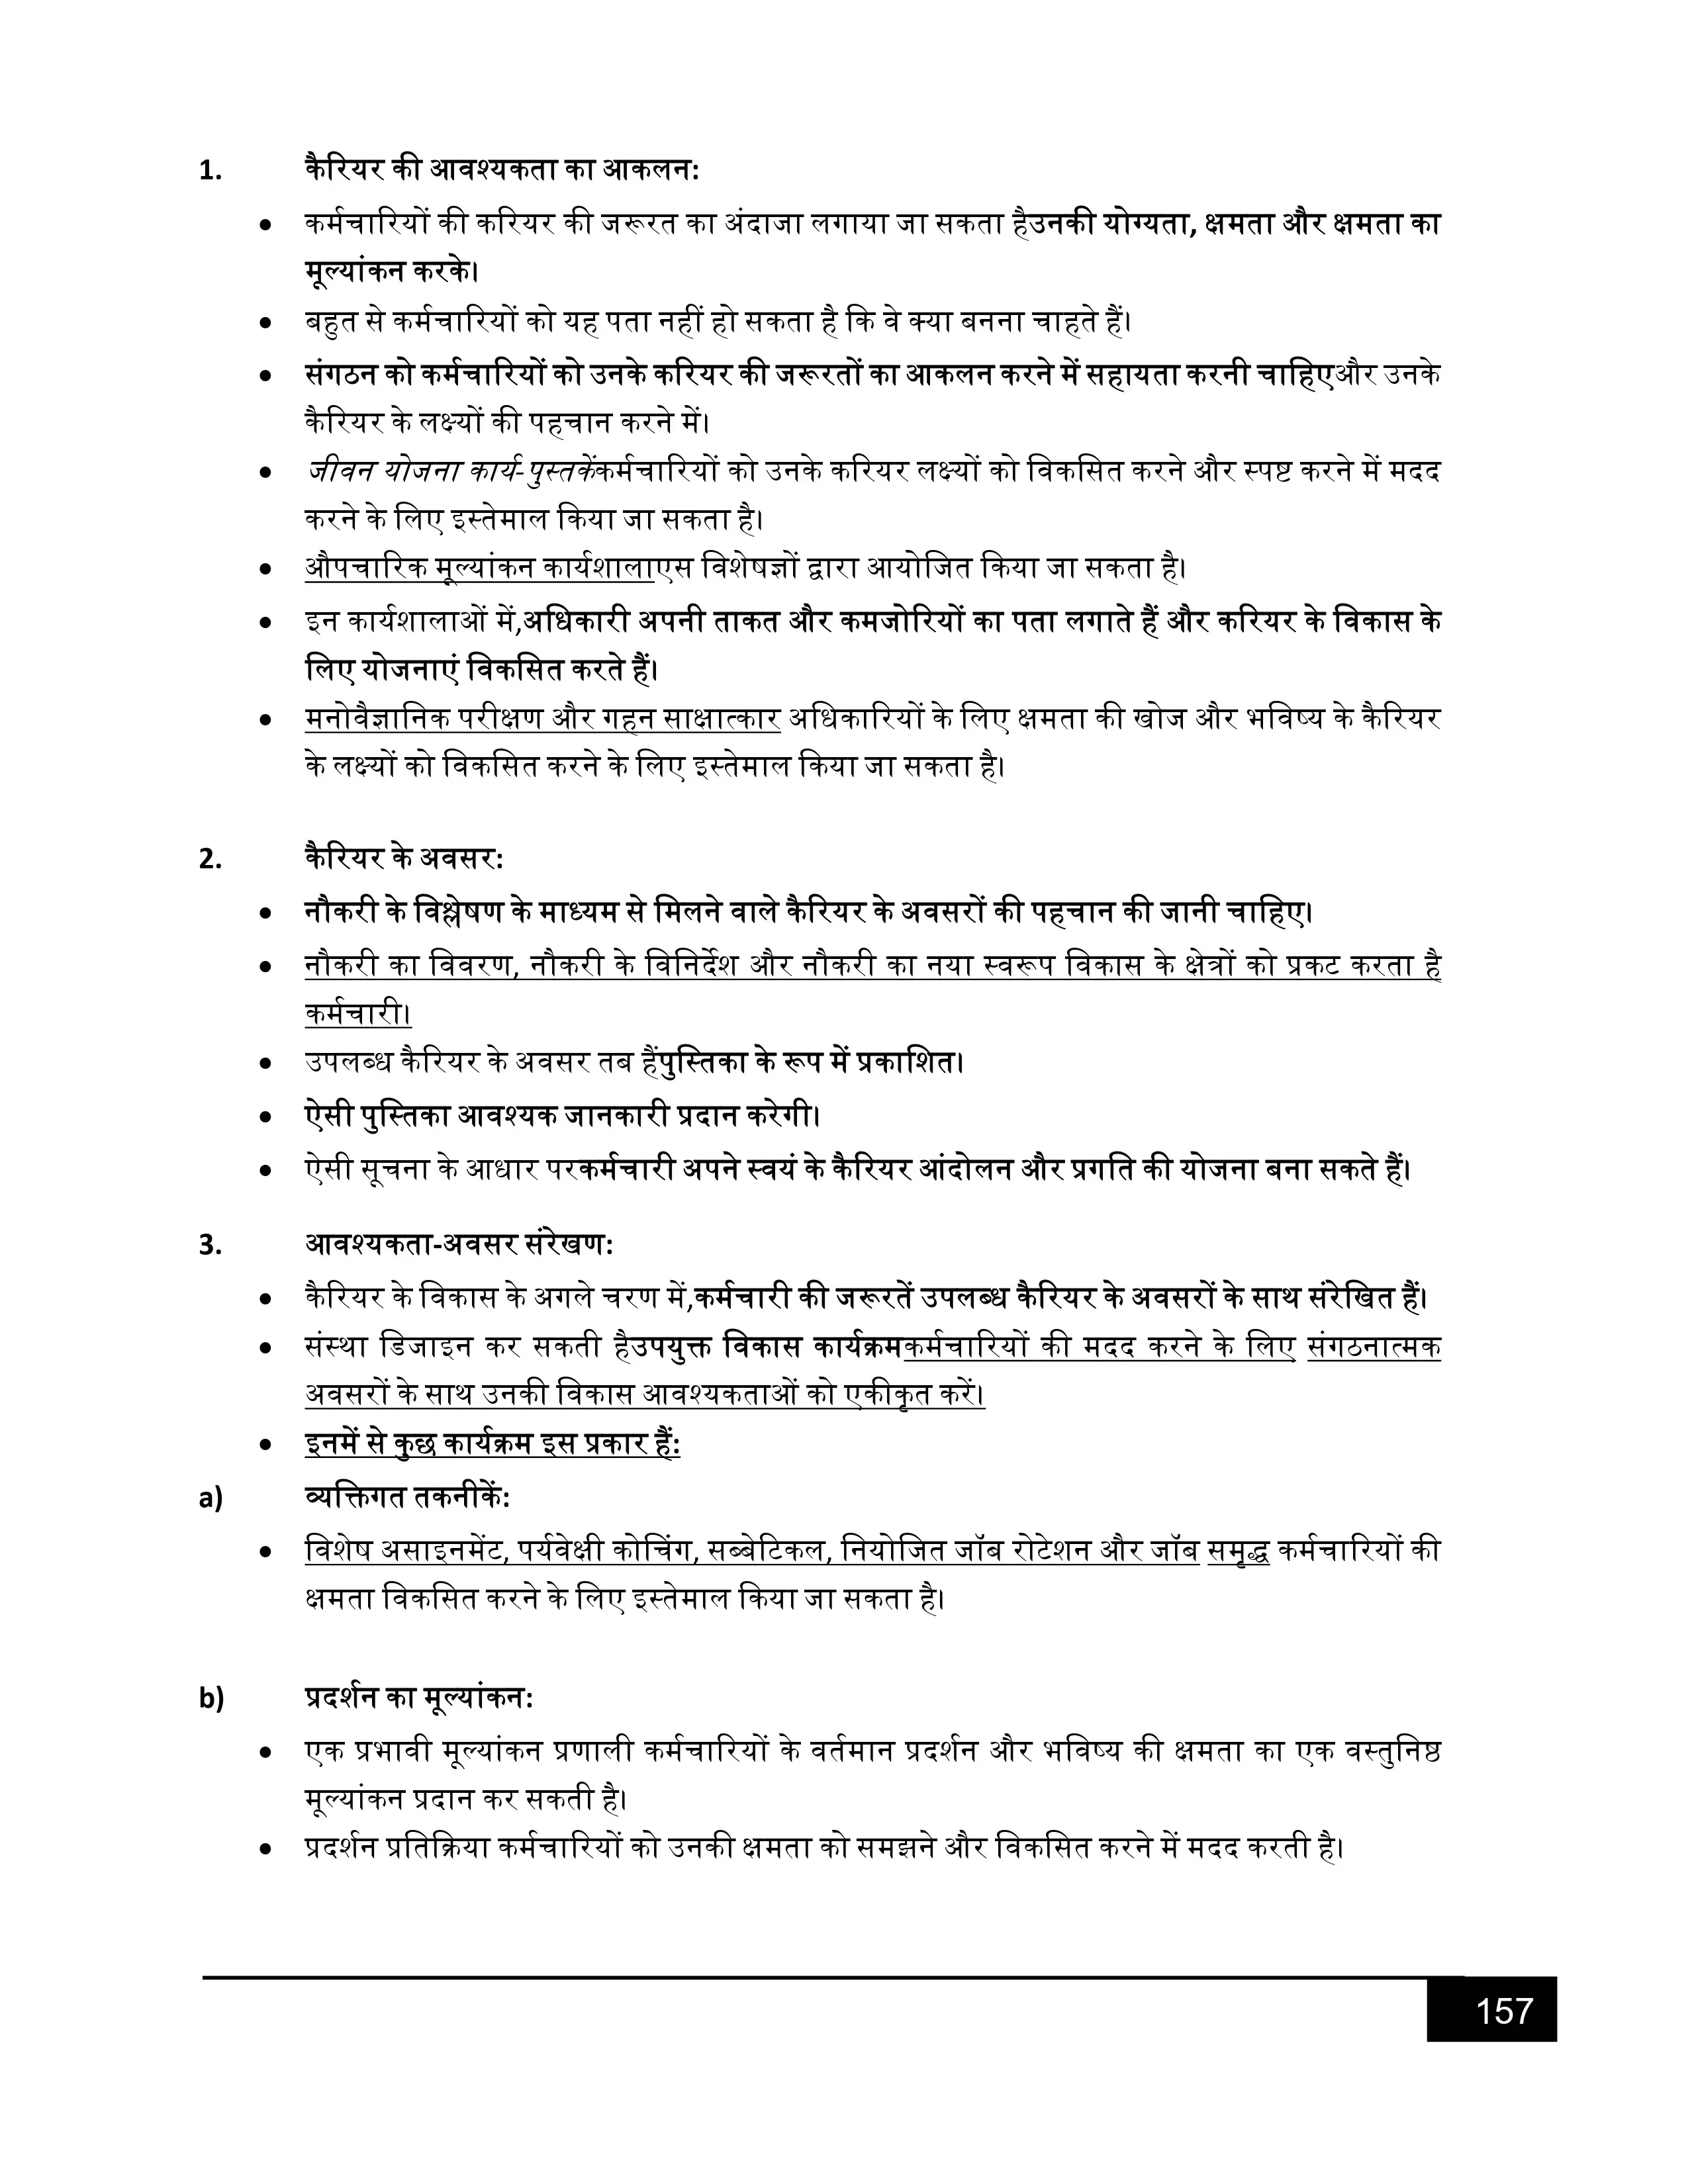 1. कैरियर की आवश्यकता का आकलन:
• कर्मचारियों की करियर की जरूरत का अंदाजा लगाया जा सकता हैउनकी योग्यता, क्षमता और क्षमता का
मूल्यांकन करके।
• बहुत से कर्मचारियों को यह पता नहीं हो सकता है कि वे क्या बनना चाहते हैं।
• संगठन को कर्मचारियों को उनके करियर की जरूरतों का आकलन करने में सहायता करनी चाहिएऔर उनके
कैरियर के लक्ष्यों की पहचान करने में।
• जीवन योजना कार्य-पुस्तकेंकर्मचारियों को उनके करियर लक्ष्यों को विकसित करने और स्पष्ट करने में मदद
करने के लिए इस्तेमाल किया जा सकता है।
• औपचारिक मूल्यांकन कार्यशालाएस विशेषज्ञों द्वारा आयोजित किया जा सकता है।
• इन कार्यशालाओं में,अधिकारी अपनी ताकत और कमजोरियों का पता लगाते हैं और करियर के विकास के
लिए योजनाएं विकसित करते हैं।
• मनोवैज्ञानिक परीक्षण और गहन साक्षात्कार अधिकारियों के लिए क्षमता की खोज और भविष्य के कैरियर
के लक्ष्यों को विकसित करने के लिए इस्तेमाल किया जा सकता है।
2. कैरियर के अवसर:
• नौकरी के विश्लेषण के माध्यम से मिलने वाले कैरियर के अवसरों की पहचान की जानी चाहिए।
• नौकरी का विवरण, नौकरी के विनिर्देश और नौकरी का नया स्वरूप विकास के क्षेत्रों को प्रकट करता है
कर्मचारी।
• उपलब्ध कैरियर के अवसर तब हैंपुस्तिका के रूप में प्रकाशित।
• ऐसी पुस्तिका आवश्यक जानकारी प्रदान करेगी।
• ऐसी सूचना के आधार परकर्मचारी अपने स्वयं के कैरियर आंदोलन और प्रगति की योजना बना सकते हैं।
3. आवश्यकता-अवसर संरेखण:
• कैरियर के विकास के अगले चरण में,कर्मचारी की जरूरतें उपलब्ध कैरियर के अवसरों के साथ संरेखित हैं।
• संस्था डिजाइन कर सकती हैउपयुक्त विकास कार्यक्रमकर्मचारियों की मदद करने के लिए संगठनात्मक
अवसरों के साथ उनकी विकास आवश्यकताओं को एकीकृत करें।
• इनमें से कुछ कार्यक्रम इस प्रकार हैं:
a) व्यक्तिगत तकनीकें:
• विशेष असाइनमेंट, पर्यवेक्षी कोचिंग, सब्बेटिकल, नियोजित जॉब रोटेशन और जॉब समृद्ध कर्मचारियों की
क्षमता विकसित करने के लिए इस्तेमाल किया जा सकता है।
b) प्रदर्शन का मूल्यांकन:
• एक प्रभावी मूल्यांकन प्रणाली कर्मचारियों के वर्तमान प्रदर्शन और भविष्य की क्षमता का एक वस्तुनिष्ठ
मूल्यांकन प्रदान कर सकती है।
• प्रदर्शन प्रतिक्रिया कर्मचारियों को उनकी क्षमता को समझने और विकसित करने में मदद करती है।
157